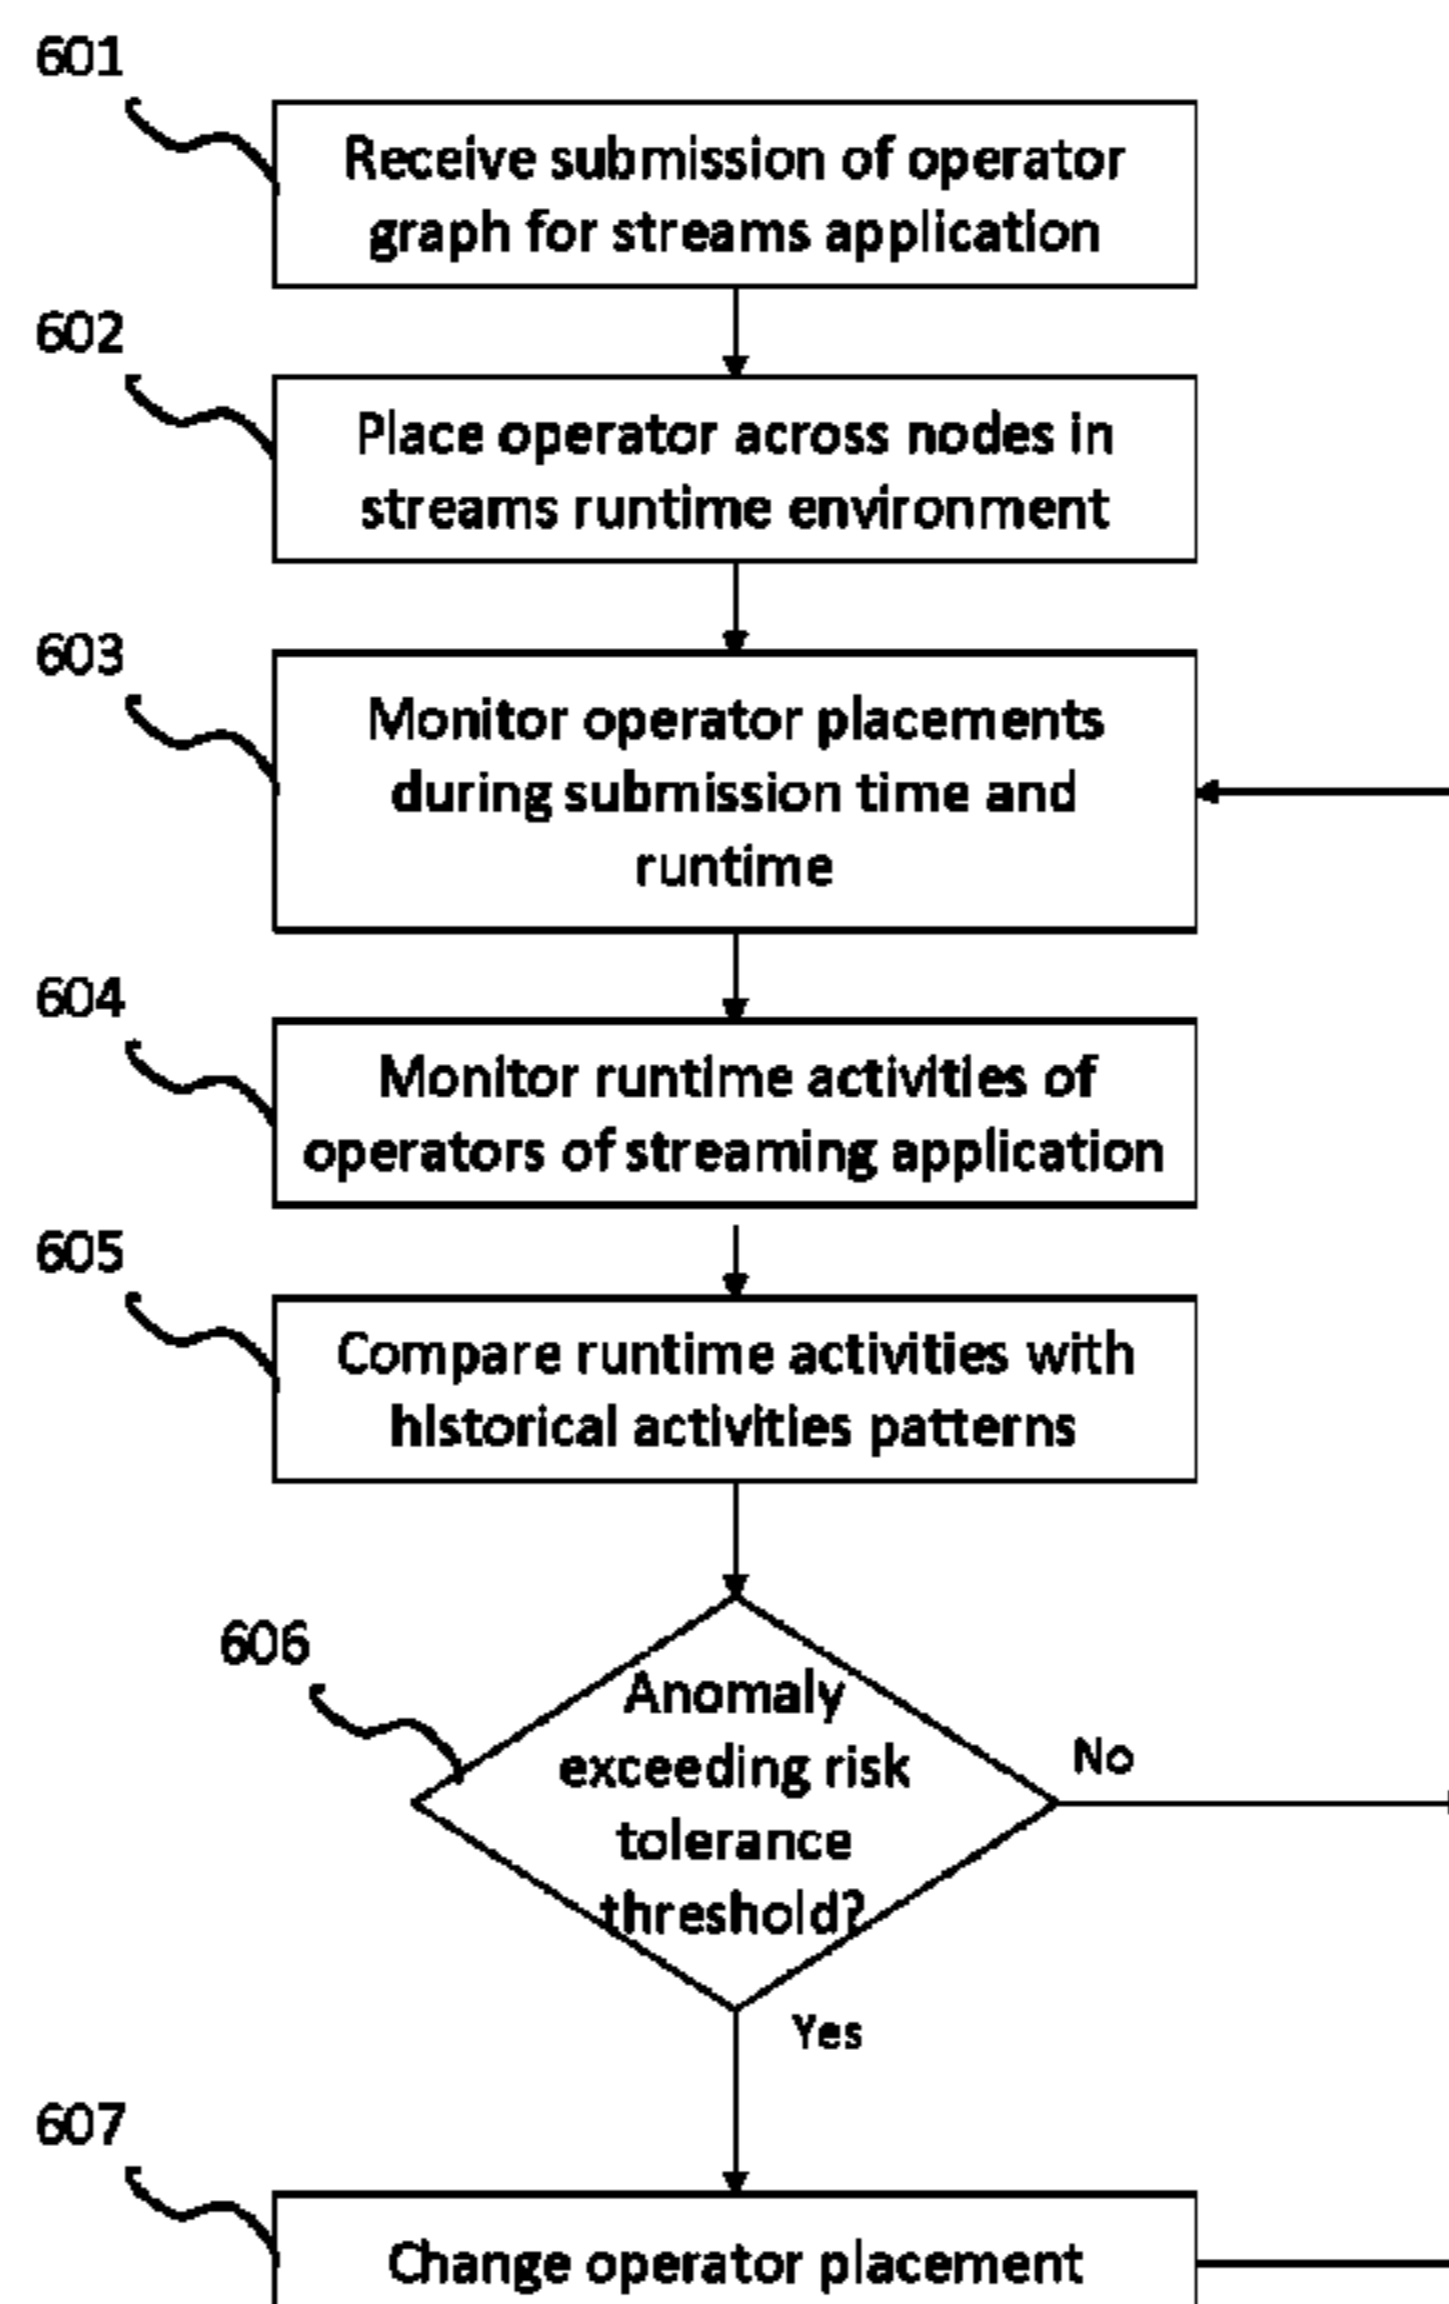 601
Receive submission of operator
graph for streams application
602
Place operator across nodes in
streams runtime environment
603
Monitor operator placements
during submission time and
runtime
604
Monitor runtime activities of
operators of streaming application
605
Compare runtime activities with
historical activities patterns
606
Anomaly
exceeding risk
tolerance
threshold?
No
Yes
607
Change operator placement